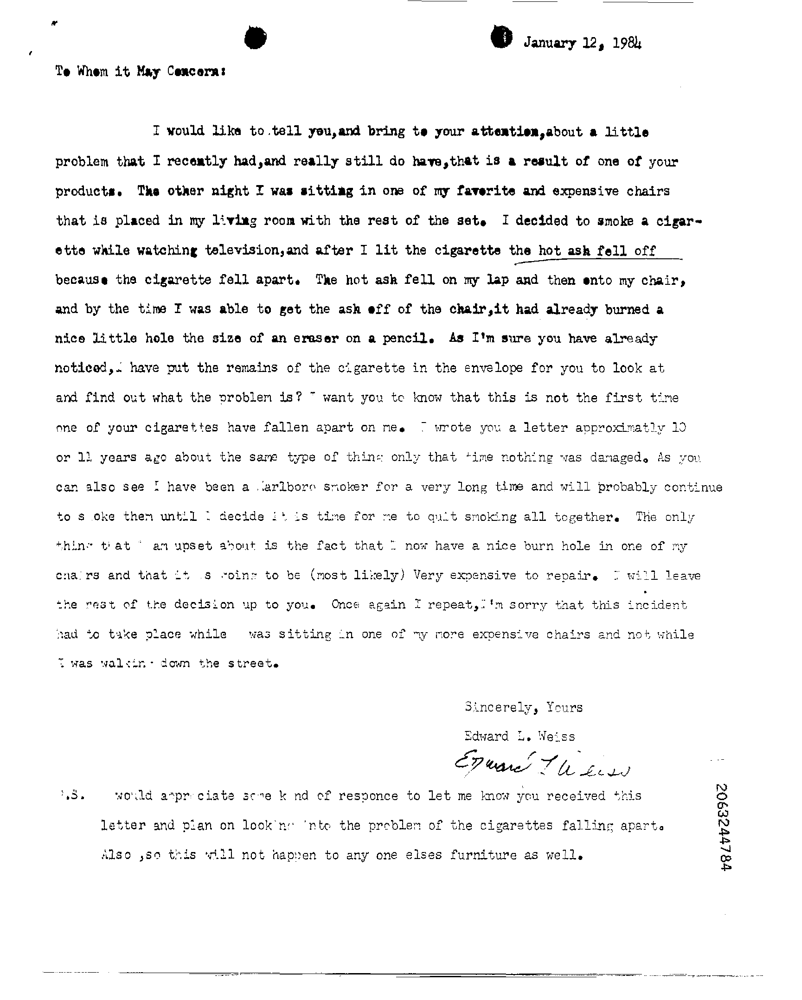 January 12, 1984
To Whom it May Concern:
I would like to tell you,and bring to your attention,about a little
problem that I recently had,and really still do have,that is a result of one of your
products. The other night I was sitting in one of my favorite and expensive chairs
that is placed in my living room with the rest of the set. I decided to smoke a cigar-
ette while watching television,and after I lit the cigarette the hot ash fell off
because the cigarette fell apart. The hot ash fell on my lap and then onto my chair,
and by the time I was able to get the ash off of the chair,it had already burned a
nice little hole the size of an eraser on a pencil. As I'm sure you have already
noticed,I have put the remains of the cigarette in the envelope for you to look at
and find out what the problem is? I want you to know that this is not the first time
one of your cigarettes have fallen apart on me. I wrote you a letter approximatly 10
or 11 years ago about the same type of thing only that time nothing was damaged. As you
can also see I have been a Marlboro smoker for a very long time and will probably continue
to smoke them until I decide it is time for me to quit smoking all together. The only
thing that I am upset about is the fact that I now have a nice burn hole in one of my
chairs and that it is going to be (most likely) Very expensive to repair. I will leave
the rest of the decision up to you. Once again I repeat,I'm sorry that this incident
had to take place while was sitting in one of my more expensive chairs and not while
I was walking down the street.
Sincerely, Yours
Edward L. Weiss
Edward L Weiss
P.S. would appreciate some kind of responce to let me know you received this
letter and plan on looking into the problem of the cigarettes falling apart.
Also ,so this will not happen to any one elses furniture as well.
2063244784